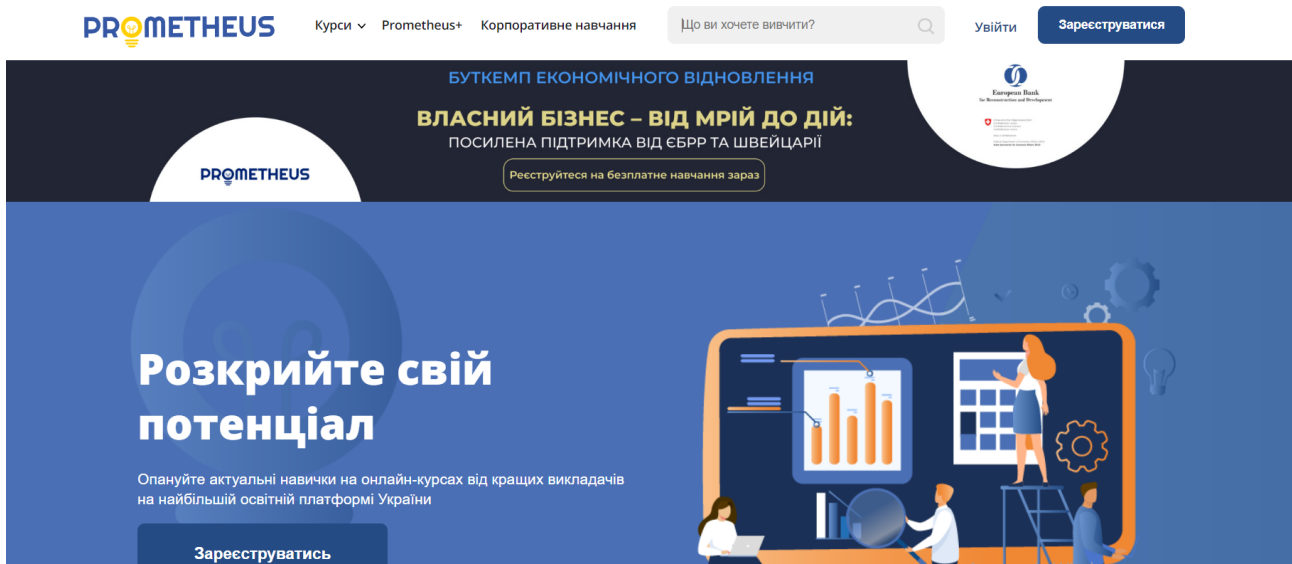 PROMETHEUS
Курси Prometheus+ Корпоративне навчання Що ви хочете вивчити? Увійти Зареєструватися
БУТКЕМП ЕКОНОМІЧНОГО ВІДНОВЛЕННЯ
ВЛАСНИЙ БІЗНЕС – ВІД МРІЙ ДО ДІЙ:
ПОСИЛЕНА ПІДТРИМКА ВІД ЄБРР ТА ШВЕЙЦАРІЇ
Реєструйтеся на безплатне навчання зараз
PROMETHEUS
European Bank
for Reconstruction and Development
Розкрийте свій
потенціал
Опануйте актуальні навички на онлайн-курсах від кращих викладачів
на найбільшій освітній платформі України
Зареєструватись